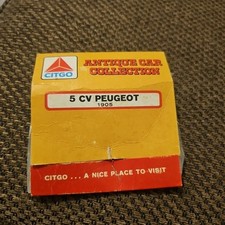 CITGO
ANTIQUE CAR
COLLECTION
5 CV PEUGEOT
1905
CITGO . . . A NICE PLACE TO VISIT